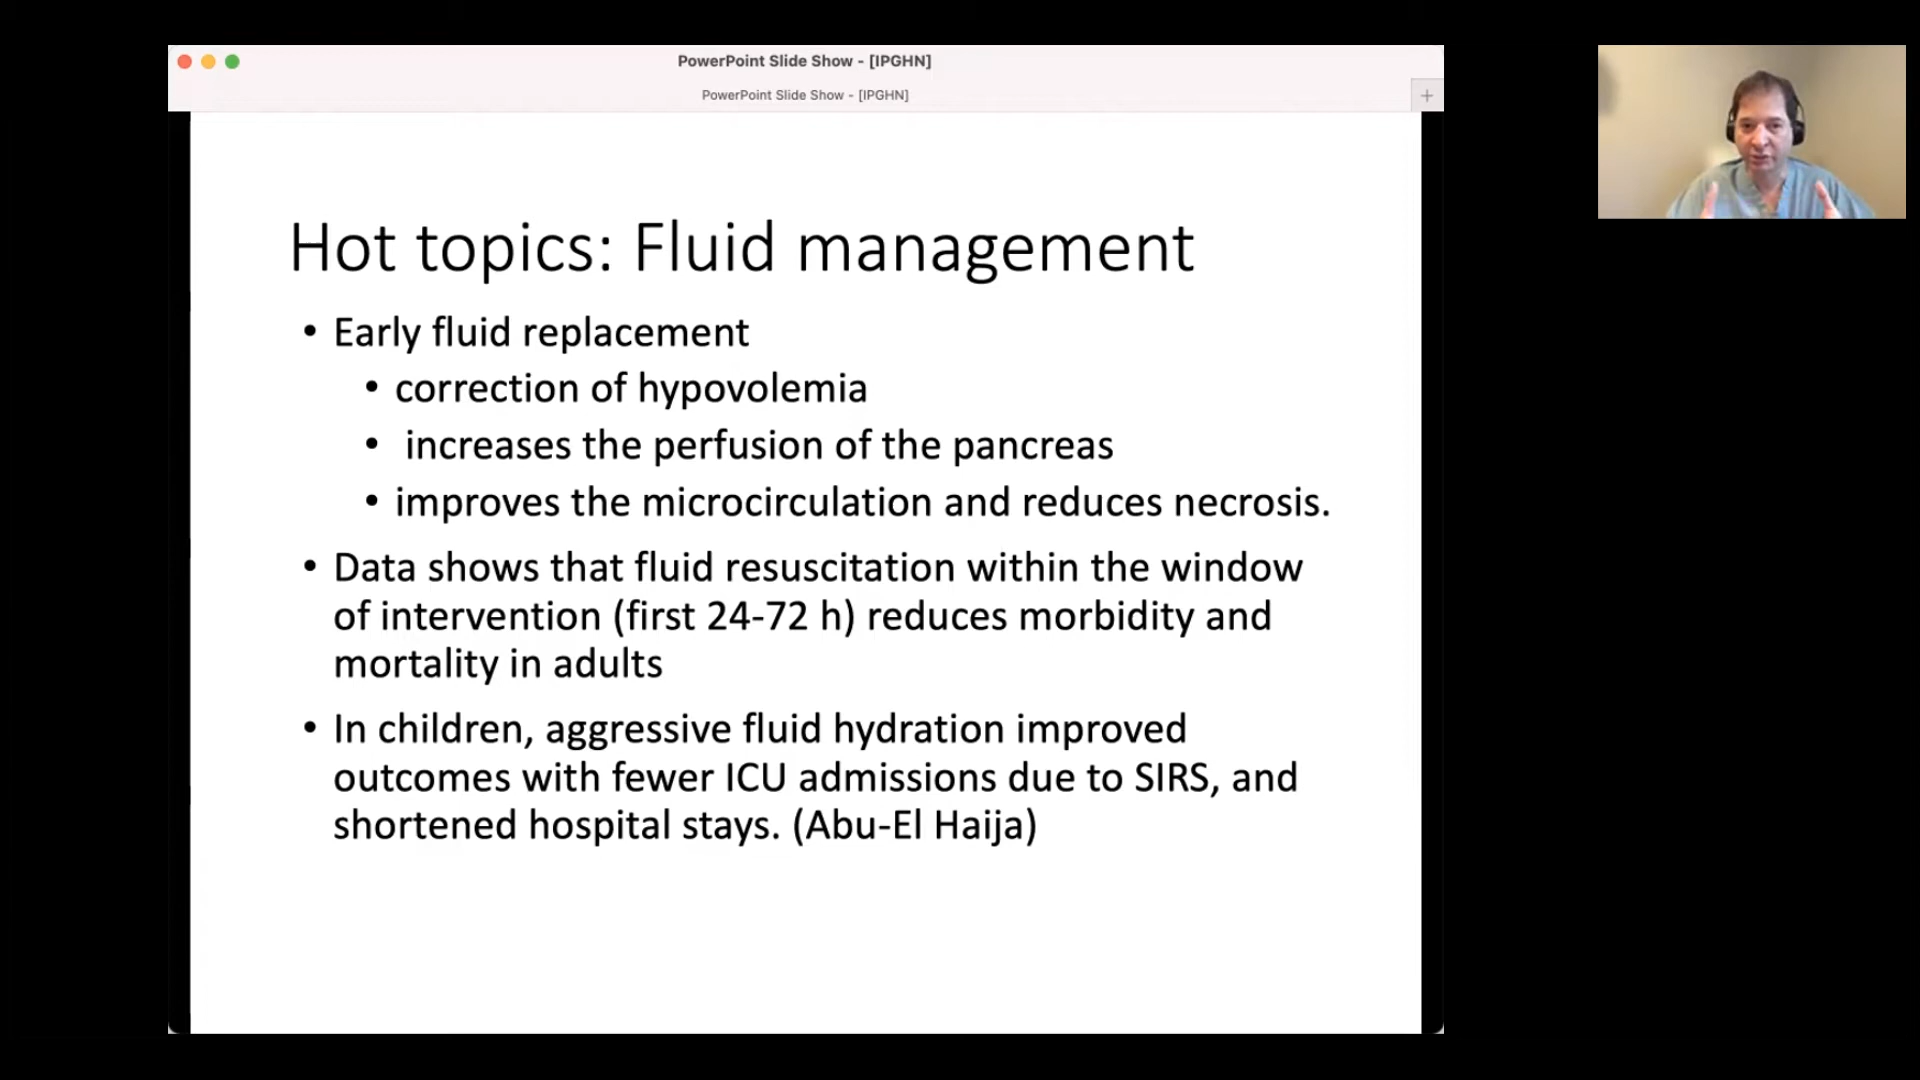 PowerPoint Slide Show - [IPGHN]
PowerPoint Slide Show - [IPGHN]
+
Hot topics: Fluid management
• Early fluid replacement
• correction of hypovolemia
• increases the perfusion of the pancreas
• improves the microcirculation and reduces necrosis.
• Data shows that fluid resuscitation within the window
of intervention (first 24-72 h) reduces morbidity and
mortality in adults
• In children, aggressive fluid hydration improved
outcomes with fewer ICU admissions due to SIRS, and
shortened hospital stays. (Abu-El Haija)